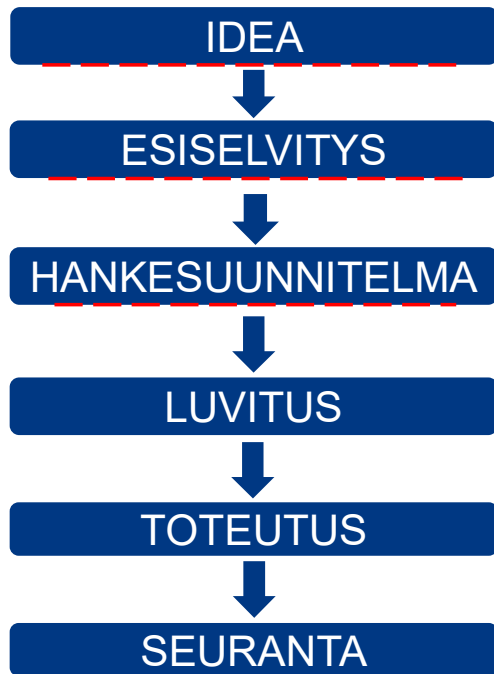 IDEA
ESISELVITYS
HANKESUUNNITELMA
LUVITUS
TOTEUTUS
SEURANTA